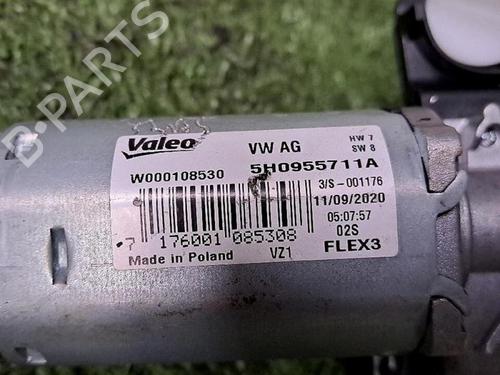 B-PARTS
Valeo
VW AG
HW 7
SW 8
W000108530
5H0955711A
3/S-001176
11/09/2020
05:07:57
02S
7 176001 085308
Made in Poland
VZ1
FLEX3